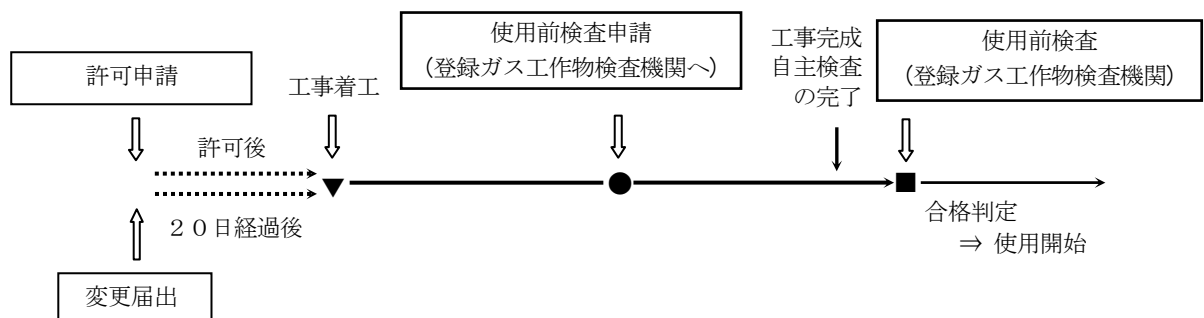 許可申請
工事着工
使用前検査申請
（登録ガス工作物検査機関へ）
工事完成
自主検査
の完了
使用前検査
（登録ガス工作物検査機関）
許可後
２０日経過後
変更届出
合格判定
⇒ 使用開始